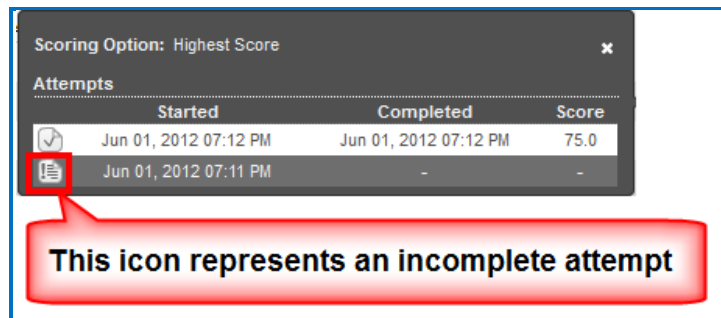 Scoring Option: Highest Score
Attempts
Started Completed Score
Jun 01, 2012 07:12 PM Jun 01, 2012 07:12 PM 75.0
Jun 01, 2012 07:11 PM - -
This icon represents an incomplete attempt